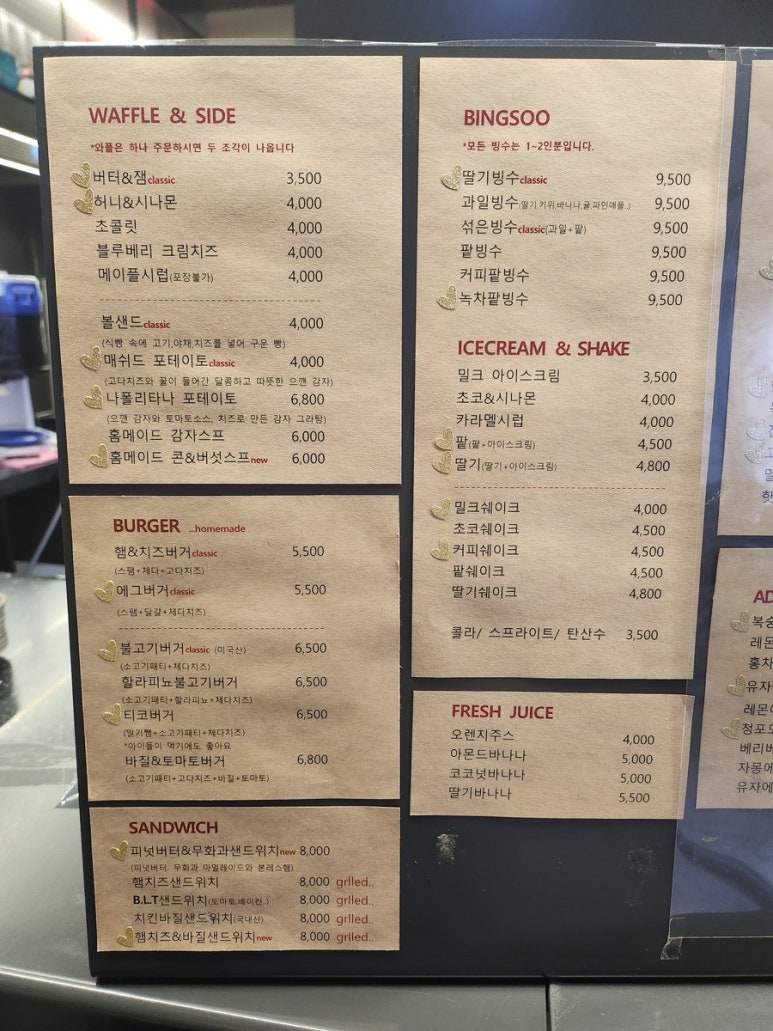 WAFFLE & SIDE
*와플은 하나 주문하시면 두 조각이 나옵니다
버터&잼classic 3,500
허니&시나몬 4,000
초콜릿 4,000
블루베리 크림치즈 4,000
메이플시럽(포장불가) 4,000
볼샌드classic 4,000
(식빵 속에 고기,야채,치즈를 넣어 구운 빵)
매쉬드 포테이토classic 4,000
(고다치즈와 꿀이 들어간 달콤하고 따뜻한 으깬 감자)
나폴리타나 포테이토 6,800
(으깬 감자와 토마토소스, 치즈로 만든 감자 그라탕)
홈메이드 감자스프 6,000
홈메이드 콘&버섯스프new 6,000
BURGER ...homemade
햄&치즈버거classic 5,500
(스팸+체다+고다치즈)
에그버거classic 5,500
(스팸+달걀+체다치즈)
불고기버거classic (미국산) 6,500
(소고기패티+체다치즈)
할라피뇨불고기버거 6,500
(소고기패티+할라피뇨+체다치즈)
티코버거 6,500
(딸기쨈+소고기패티+체다치즈)
*아이들이 먹기에도 좋아요
바질&토마토버거 6,800
(소고기패티+고다치즈+바질+토마토)
SANDWICH
피넛버터&무화과샌드위치new 8,000
(피넛버터, 무화과 마멀레이드와 본레스햄)
햄치즈샌드위치 8,000 grlled..
B.L.T샌드위치(토마토,베이컨..) 8,000 grlled..
치킨바질샌드위치(국내산) 8,000 grlled..
햄치즈&바질샌드위치new 8,000 grlled..
BINGSOO
*모든 빙수는 1~2인분입니다.
딸기빙수classic 9,500
과일빙수(딸기,키위,바나나,귤,파인애플..) 9,500
섞은빙수classic(과일+팥) 9,500
팥빙수 9,500
커피팥빙수 9,500
녹차팥빙수 9,500
ICECREAM & SHAKE
밀크 아이스크림 3,500
초코&시나몬 4,000
카라멜시럽 4,000
팥(팥+아이스크림) 4,500
딸기(딸기+아이스크림) 4,800
밀크쉐이크 4,000
초코쉐이크 4,500
커피쉐이크 4,500
팥쉐이크 4,500
딸기쉐이크 4,800
콜라/ 스프라이트/ 탄산수 3,500
FRESH JUICE
오렌지주스 4,000
아몬드바나나 5,000
코코넛바나나 5,000
딸기바나나 5,500
AD
복숭
레몬
홍차
유자
레몬
청포도
베리베
자몽에
유자에